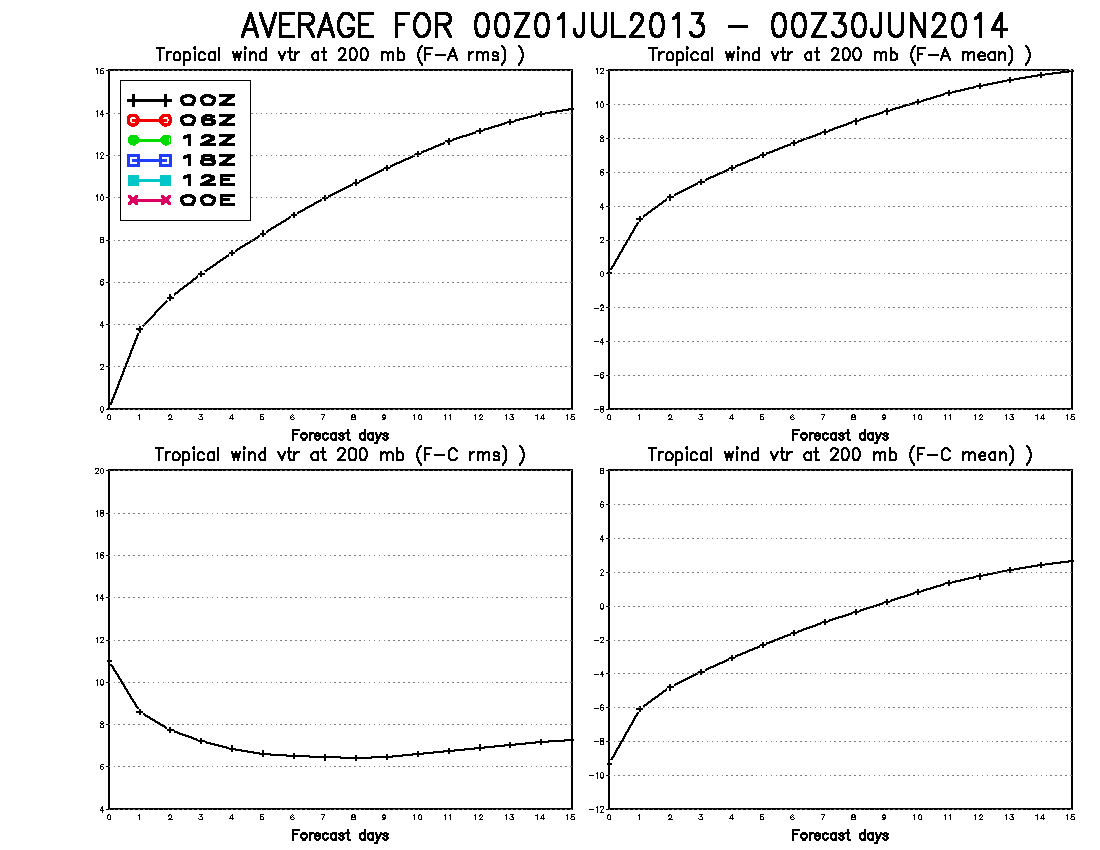 AVERAGE FOR 00Z01JUL2013 – 00Z30JUN2014
Tropical wind vtr at 200 mb (F–A rms) )
16
14
12
10
8
6
4
2
0
00Z
06Z
12Z
18Z
12E
00E
0 1 2 3 4 5 6 7 8 9 10 11 12 13 14 15
Forecast days
Tropical wind vtr at 200 mb (F–A mean) )
12
10
8
6
4
2
0
–2
–4
–6
–8
0 1 2 3 4 5 6 7 8 9 10 11 12 13 14 15
Forecast days
Tropical wind vtr at 200 mb (F–C rms) )
20
18
16
14
12
10
8
6
4
0 1 2 3 4 5 6 7 8 9 10 11 12 13 14 15
Forecast days
Tropical wind vtr at 200 mb (F–C mean) )
8
6
4
2
0
–2
–4
–6
–8
–10
–12
0 1 2 3 4 5 6 7 8 9 10 11 12 13 14 15
Forecast days